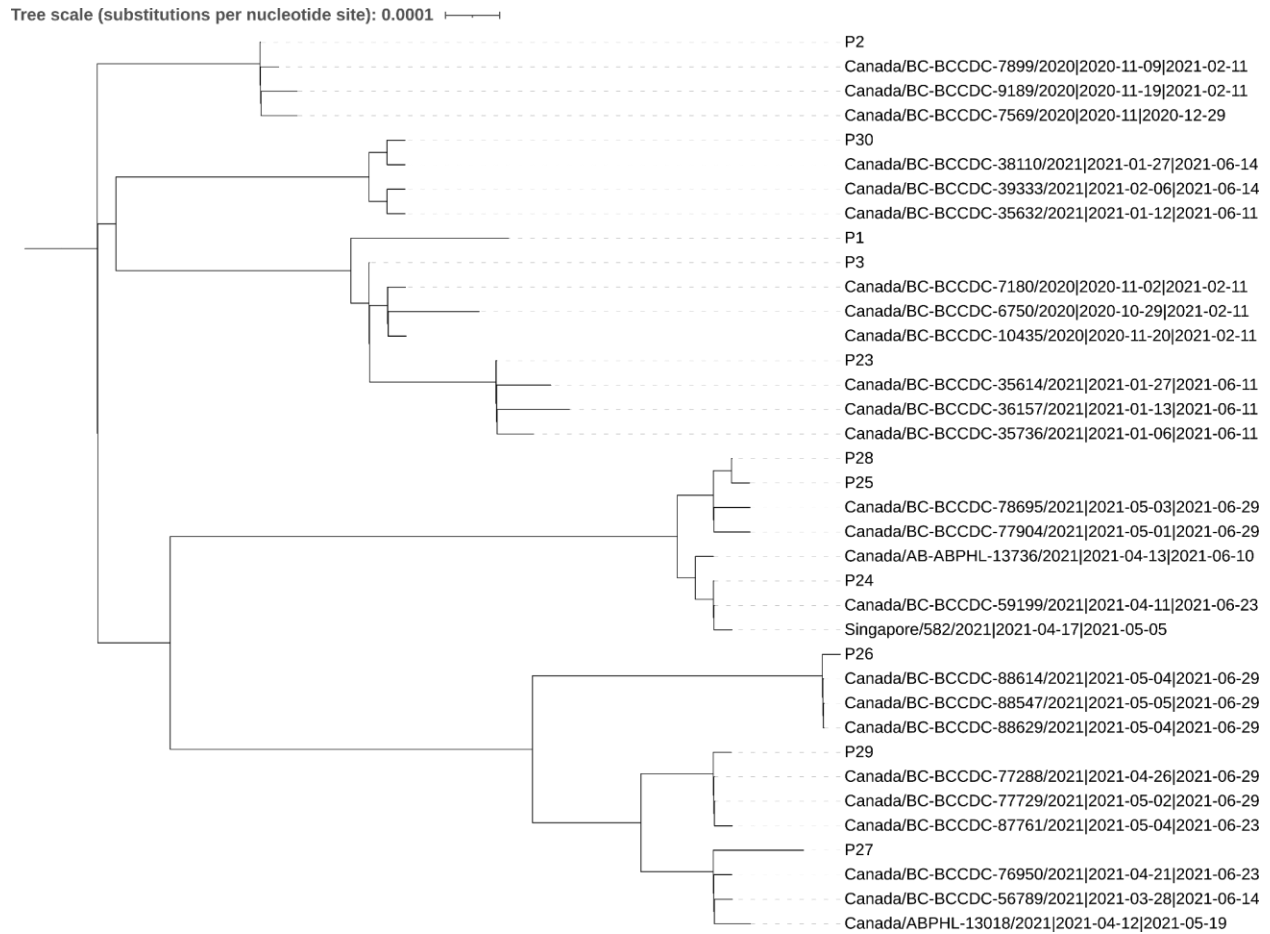 Tree scale (substitutions per nucleotide site): 0.0001
P2
Canada/BC-BCCDC-7899/2020|2020-11-09|2021-02-11
Canada/BC-BCCDC-9189/2020|2020-11-19|2021-02-11
Canada/BC-BCCDC-7569/2020|2020-11|2020-12-29
P30
Canada/BC-BCCDC-38110/2021|2021-01-27|2021-06-14
Canada/BC-BCCDC-39333/2021|2021-02-06|2021-06-14
Canada/BC-BCCDC-35632/2021|2021-01-12|2021-06-11
P1
P3
Canada/BC-BCCDC-7180/2020|2020-11-02|2021-02-11
Canada/BC-BCCDC-6750/2020|2020-10-29|2021-02-11
Canada/BC-BCCDC-10435/2020|2020-11-20|2021-02-11
P23
Canada/BC-BCCDC-35614/2021|2021-01-27|2021-06-11
Canada/BC-BCCDC-36157/2021|2021-01-13|2021-06-11
Canada/BC-BCCDC-35736/2021|2021-01-06|2021-06-11
P28
P25
Canada/BC-BCCDC-78695/2021|2021-05-03|2021-06-29
Canada/BC-BCCDC-77904/2021|2021-05-01|2021-06-29
Canada/AB-ABPHL-13736/2021|2021-04-13|2021-06-10
P24
Canada/BC-BCCDC-59199/2021|2021-04-11|2021-06-23
Singapore/582/2021|2021-04-17|2021-05-05
P26
Canada/BC-BCCDC-88614/2021|2021-05-04|2021-06-29
Canada/BC-BCCDC-88547/2021|2021-05-05|2021-06-29
Canada/BC-BCCDC-88629/2021|2021-05-04|2021-06-29
P29
Canada/BC-BCCDC-77288/2021|2021-04-26|2021-06-29
Canada/BC-BCCDC-77729/2021|2021-05-02|2021-06-29
Canada/BC-BCCDC-87761/2021|2021-05-04|2021-06-23
P27
Canada/BC-BCCDC-76950/2021|2021-04-21|2021-06-23
Canada/BC-BCCDC-56789/2021|2021-03-28|2021-06-14
Canada/ABPHL-13018/2021|2021-04-12|2021-05-19